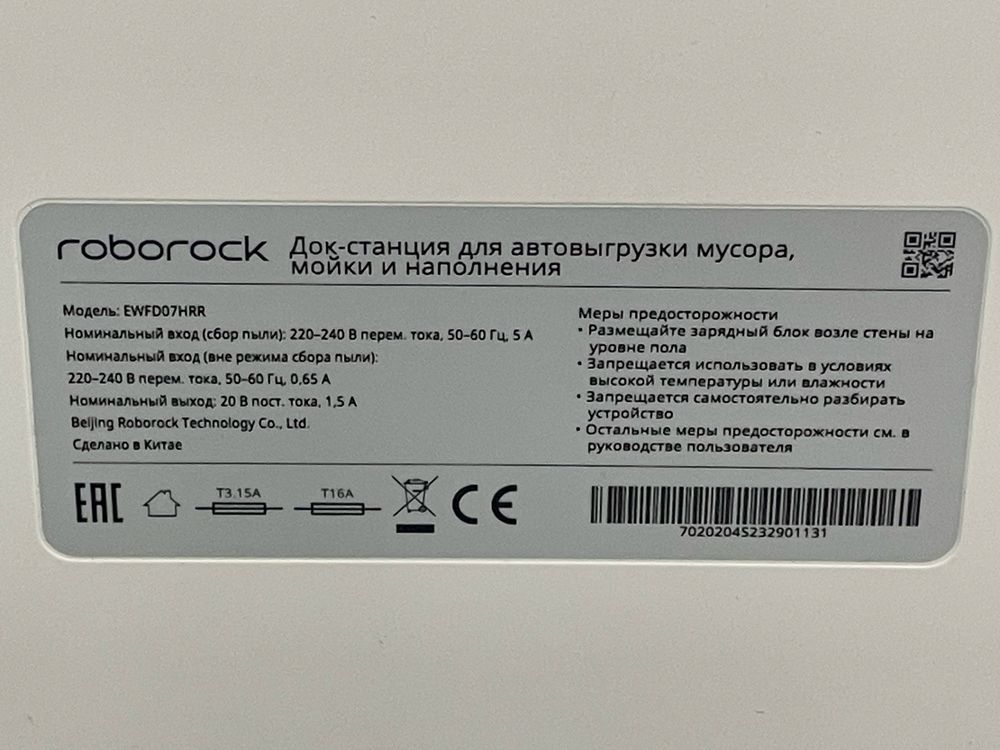 roborock
Док-станция для автовыгрузки мусора,
мойки и наполнения
Модель: EWFD07HRR
Номинальный вход (сбор пыли): 220–240 В перем. тока, 50–60 Гц, 5 А
Номинальный вход (вне режима сбора пыли):
220–240 В перем. тока, 50–60 Гц, 0,65 А
Номинальный выход: 20 В пост. тока, 1,5 А
Beijing Roborock Technology Co., Ltd.
Сделано в Китае
Меры предосторожности
• Размещайте зарядный блок возле стены на
уровне пола
• Запрещается использовать в условиях
высокой температуры или влажности
• Запрещается самостоятельно разбирать
устройство
• Остальные меры предосторожности см. в
руководстве пользователя
EAC
T3.15A
T16A
CE
7020204S232901131